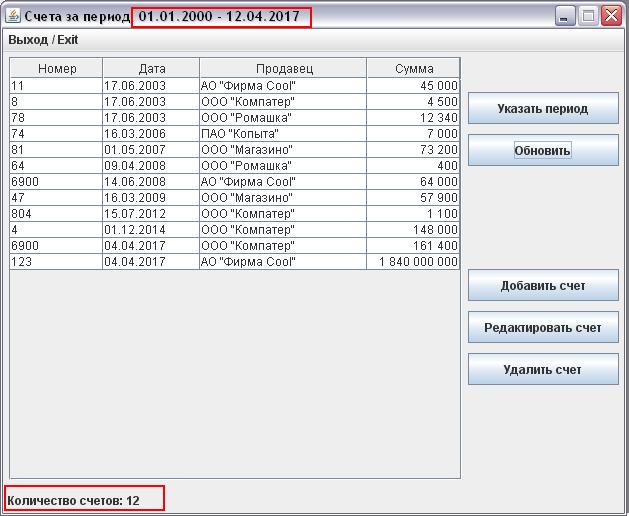 Счета за период 01.01.2000 - 12.04.2017
Выход / Exit
Номер Дата Продавец Сумма
11 17.06.2003 АО "Фирма Cool" 45 000
8 17.06.2003 ООО "Компатер" 4 500
78 17.06.2003 ООО "Ромашка" 12 340
74 16.03.2006 ПАО "Копыта" 7 000
81 01.05.2007 ООО "Магазино" 73 200
64 09.04.2008 ООО "Ромашка" 400
6900 14.06.2008 АО "Фирма Cool" 64 000
47 16.03.2009 ООО "Магазино" 57 900
804 15.07.2012 ООО "Компатер" 1 100
4 01.12.2014 ООО "Компатер" 148 000
6900 04.04.2017 ООО "Компатер" 161 400
123 04.04.2017 АО "Фирма Cool" 1 840 000 000
Указать период
Обновить
Добавить счет
Редактировать счет
Удалить счет
Количество счетов: 12